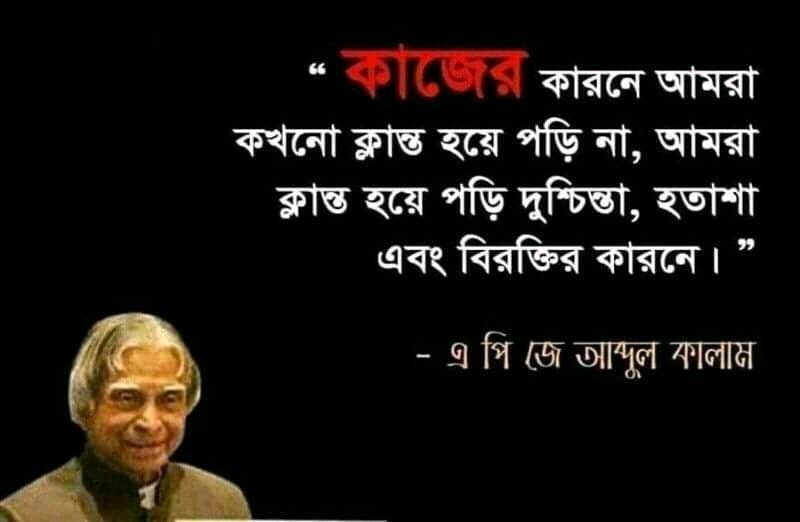 “ কাজের কারনে আমরা
কখনো ক্লান্ত হয়ে পড়ি না, আমরা
ক্লান্ত হয়ে পড়ি দুশ্চিন্তা, হতাশা
এবং বিরক্তির কারনে। ”
- এ পি জে আব্দুল কালাম